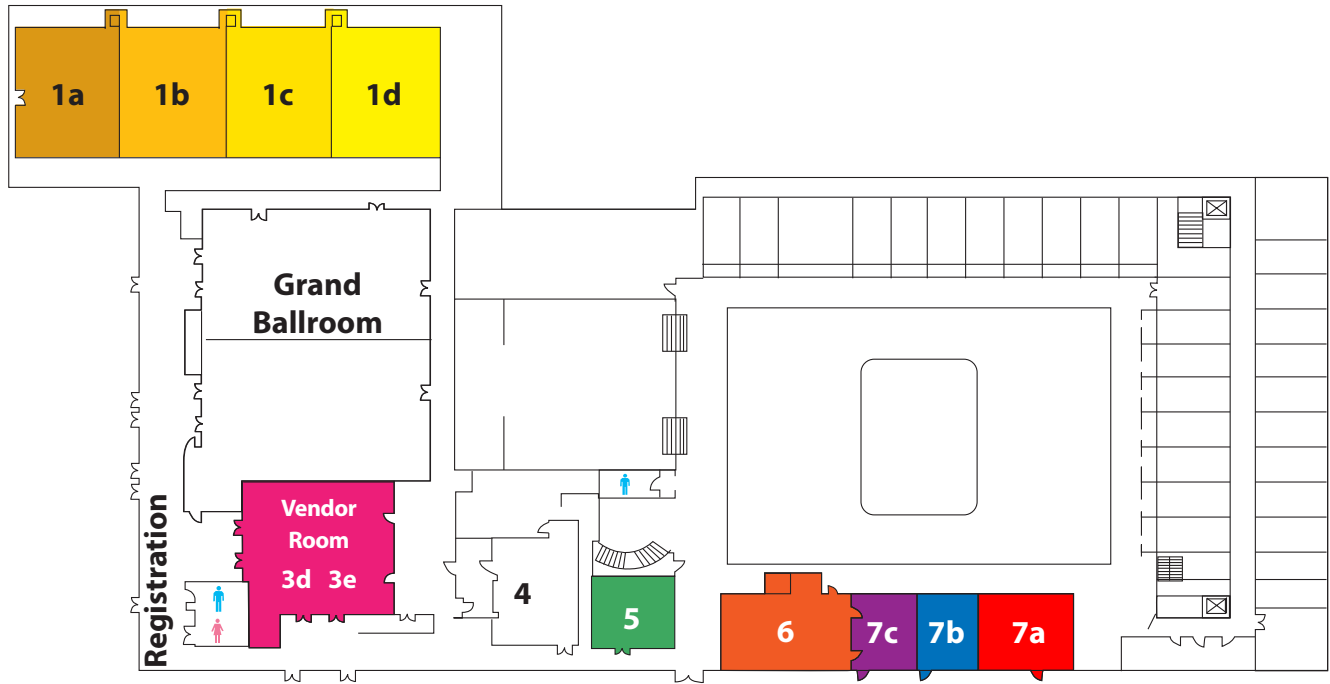 1a
1b
1c
1d
Grand
Ballroom
Vendor
Room
3d 3e
Registration
4
5
6
7c
7b
7a